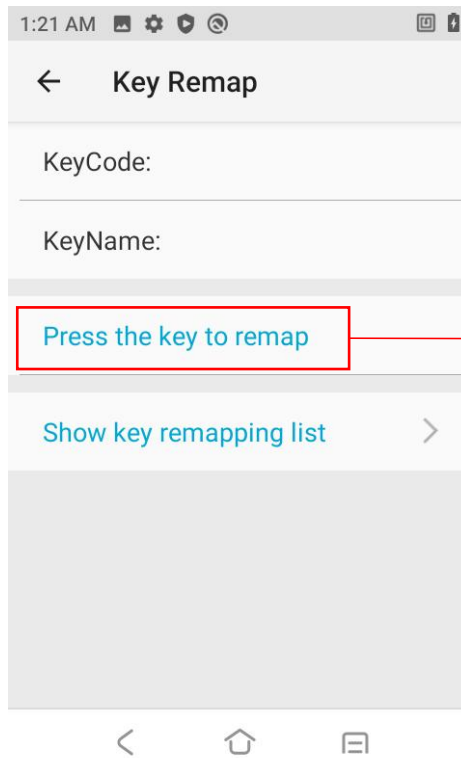 1:21 AM
Key Remap
KeyCode:
KeyName:
Press the key to remap
Show key remapping list